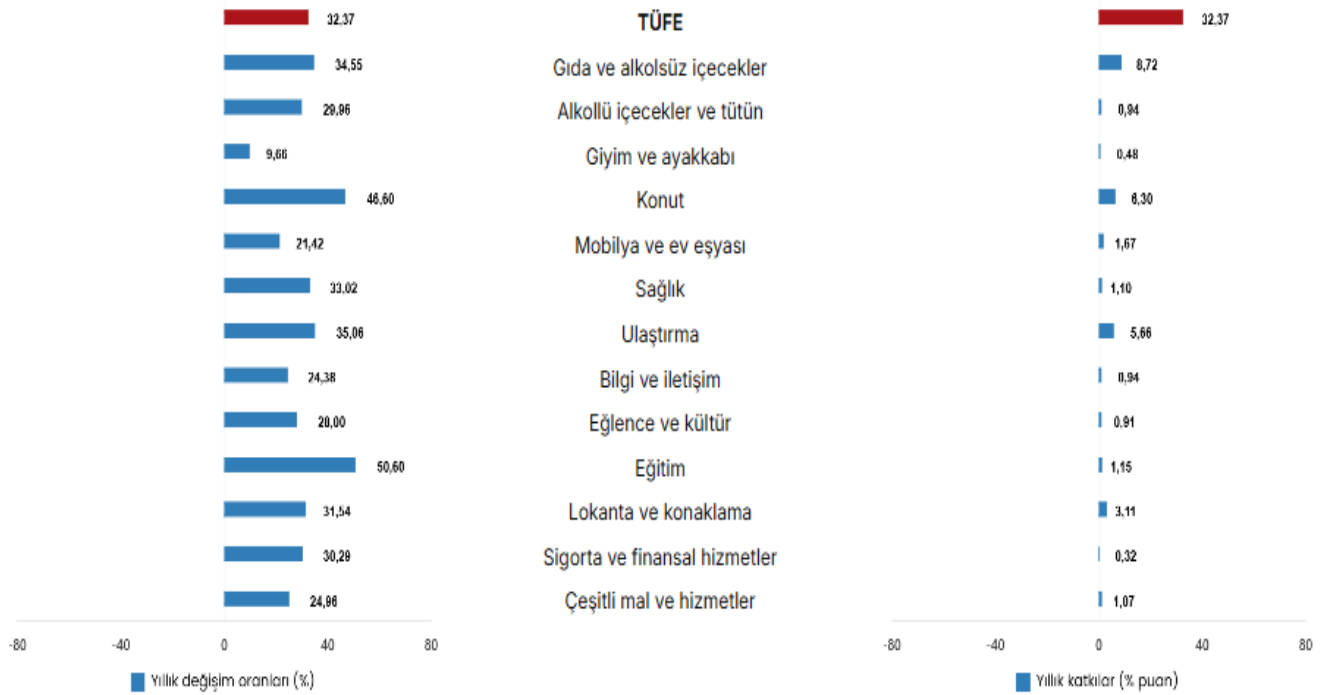 32,37 TÜFE 32,37
34,55 Gıda ve alkolsüz içecekler 8,72
29,96 Alkollü içecekler ve tütün 0,94
9,66 Giyim ve ayakkabı 0,48
46,60 Konut 6,30
21,42 Mobilya ve ev eşyası 1,67
33,02 Sağlık 1,10
35,06 Ulaştırma 5,66
24,38 Bilgi ve iletişim 0,94
28,00 Eğlence ve kültür 0,91
50,60 Eğitim 1,15
31,54 Lokanta ve konaklama 3,11
30,29 Sigorta ve finansal hizmetler 0,32
24,96 Çeşitli mal ve hizmetler 1,07
-80 -40 0 40 80 -80 -40 0 40 80
Yıllık değişim oranları (%) Yıllık katkılar (% puan)